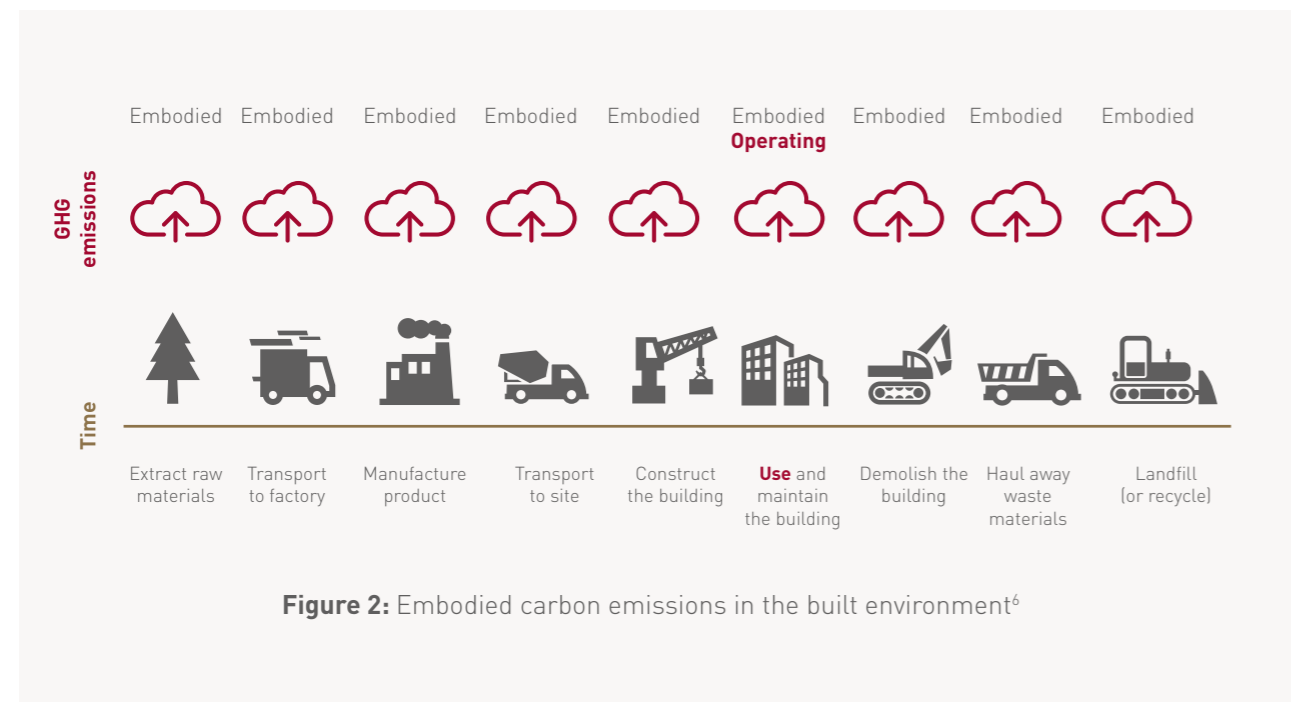 Embodied Embodied Embodied Embodied Embodied Embodied Embodied Embodied Embodied
Operating
GHG
emissions
Time
Extract raw
materials
Transport
to factory
Manufacture
product
Transport
to site
Construct
the building
Use and
maintain
the building
Demolish the
building
Haul away
waste
materials
Landfill
(or recycle)
Figure 2: Embodied carbon emissions in the built environment⁶